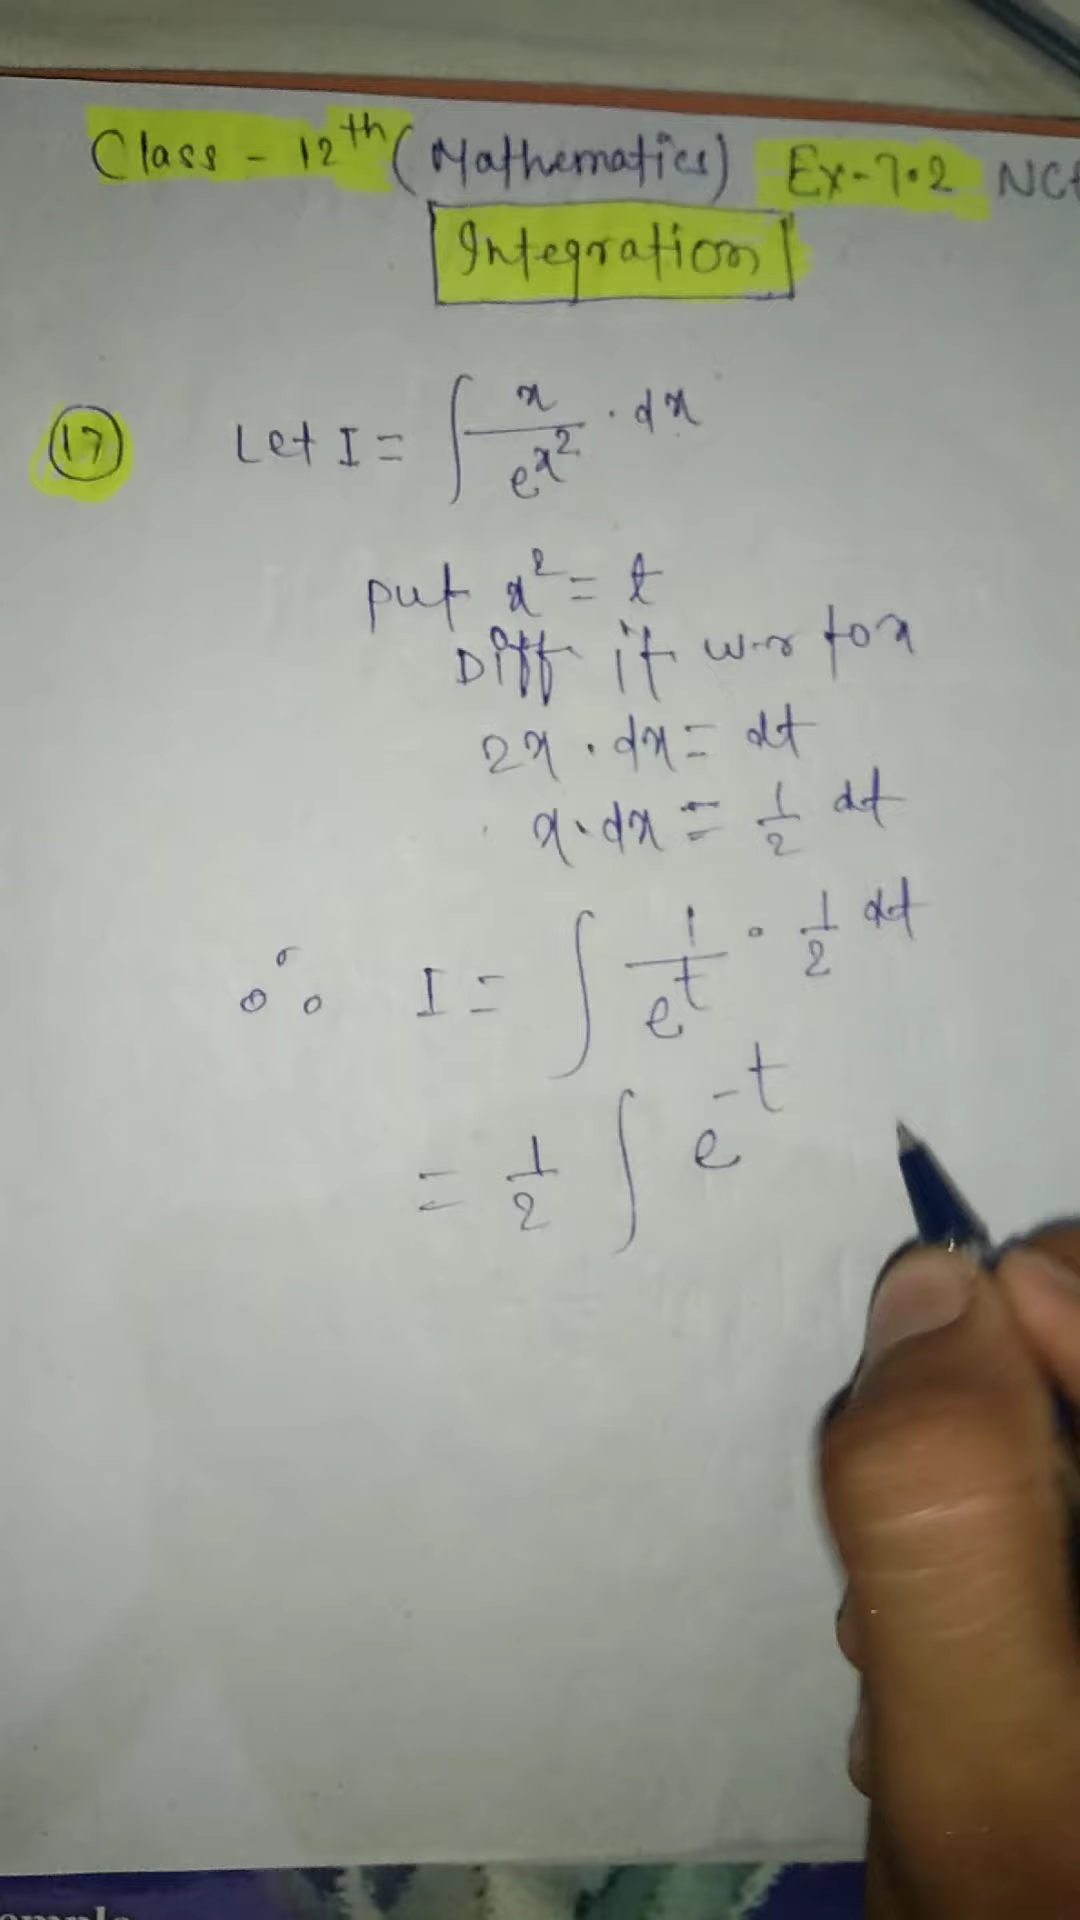 Class - 12th (Mathematics) Ex-7.2
Integration
(17) Let I = ∫ x/e^x² . dx
put x² = t
Diff it w.r to x
2x . dx = dt
x . dx = 1/2 dt
∴ I = ∫ 1/e^t . 1/2 dt
= 1/2 ∫ e^-t